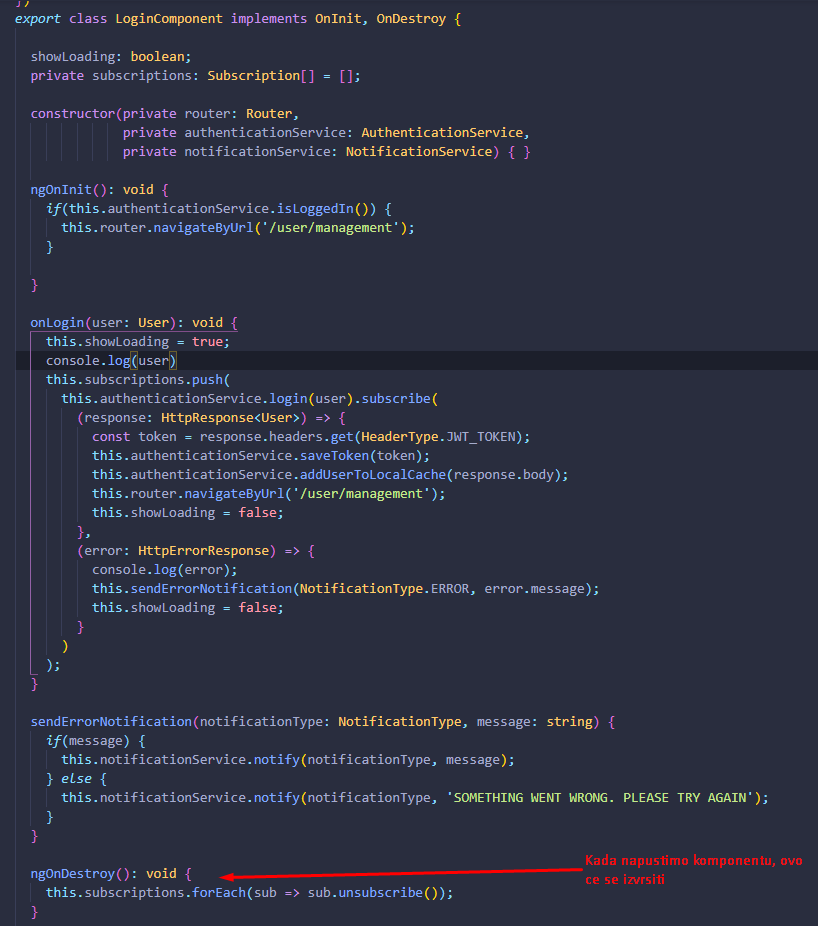 })
export class LoginComponent implements OnInit, OnDestroy {
showLoading: boolean;
private subscriptions: Subscription[] = [];
constructor(private router: Router,
private authenticationService: AuthenticationService,
private notificationService: NotificationService) { }
ngOnInit(): void {
if(this.authenticationService.isLoggedIn()) {
this.router.navigateByUrl('/user/management');
}
}
onLogin(user: User): void {
this.showLoading = true;
console.log(user)
this.subscriptions.push(
this.authenticationService.login(user).subscribe(
(response: HttpResponse<User>) => {
const token = response.headers.get(HeaderType.JWT_TOKEN);
this.authenticationService.saveToken(token);
this.authenticationService.addUserToLocalCache(response.body);
this.router.navigateByUrl('/user/management');
this.showLoading = false;
},
(error: HttpErrorResponse) => {
console.log(error);
this.sendErrorNotification(NotificationType.ERROR, error.message);
this.showLoading = false;
}
)
);
}
sendErrorNotification(notificationType: NotificationType, message: string) {
if(message) {
this.notificationService.notify(notificationType, message);
} else {
this.notificationService.notify(notificationType, 'SOMETHING WENT WRONG. PLEASE TRY AGAIN');
}
}
ngOnDestroy(): void {
this.subscriptions.forEach(sub => sub.unsubscribe());
}
Kada napustimo komponentu, ovo
ce se izvrsiti